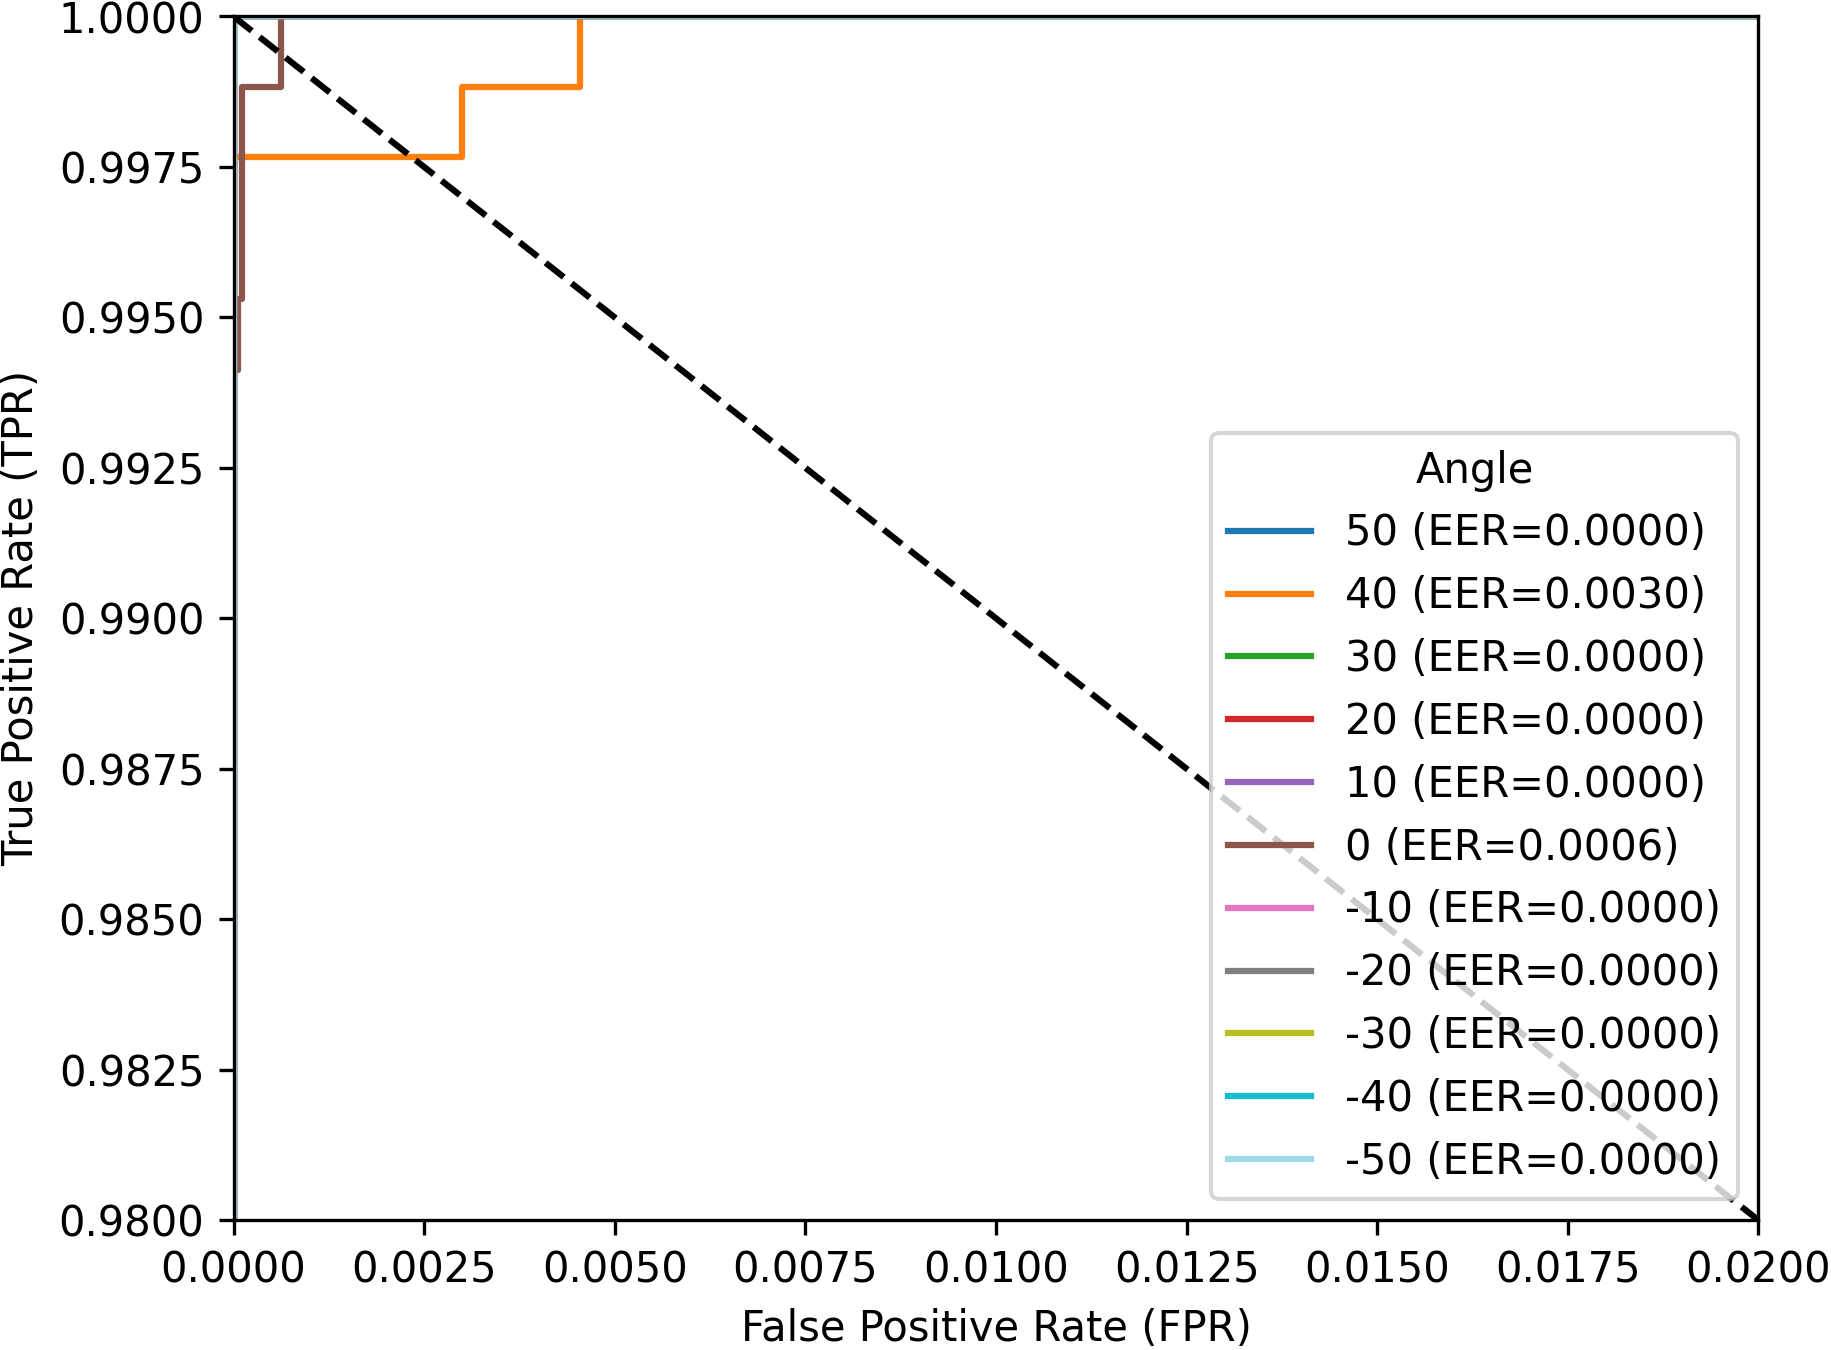 1.0000
0.9975
0.9950
0.9925
0.9900
0.9875
0.9850
0.9825
0.9800
True Positive Rate (TPR)
Angle
50 (EER=0.0000)
40 (EER=0.0030)
30 (EER=0.0000)
20 (EER=0.0000)
10 (EER=0.0000)
0 (EER=0.0006)
-10 (EER=0.0000)
-20 (EER=0.0000)
-30 (EER=0.0000)
-40 (EER=0.0000)
-50 (EER=0.0000)
0.0000 0.0025 0.0050 0.0075 0.0100 0.0125 0.0150 0.0175 0.0200
False Positive Rate (FPR)